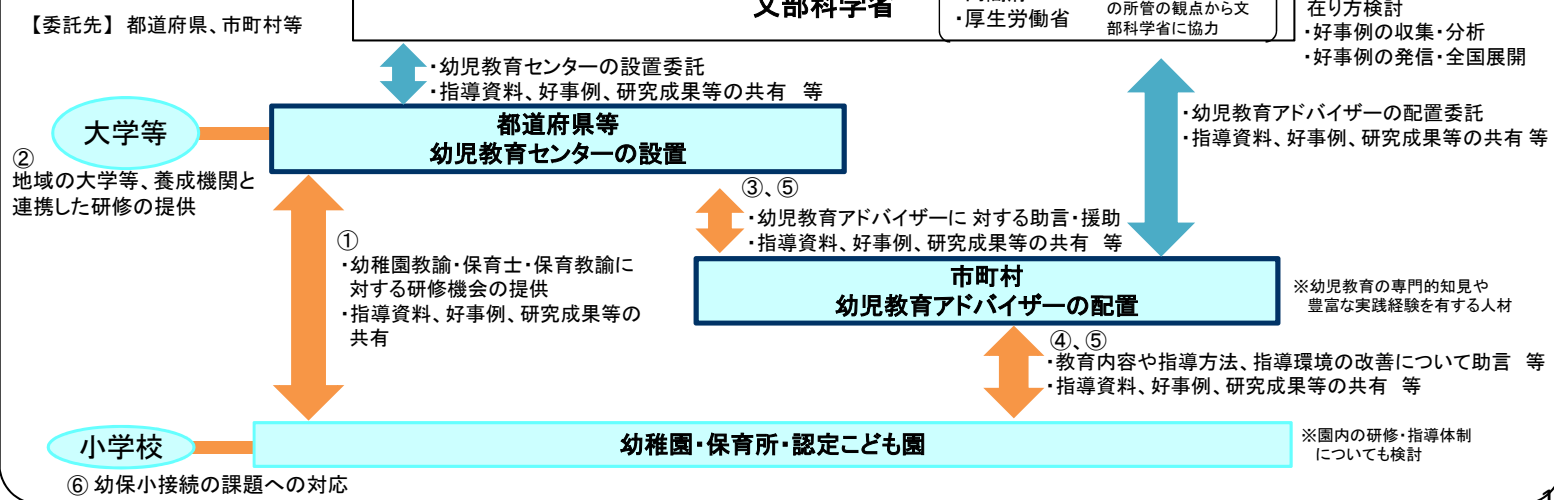 文部科学省
・厚生労働省
の所管の観点から文
部科学省に協力
在り方検討
・好事例の収集・分析
・好事例の発信・全国展開
【委託先】 都道府県、市町村等
・幼児教育センターの設置委託
・指導資料、好事例、研究成果等の共有 等
大学等
都道府県等
幼児教育センターの設置
・幼児教育アドバイザーの配置委託
・指導資料、好事例、研究成果等の共有 等
②
地域の大学等、養成機関と
連携した研修の提供
③、⑤
・幼児教育アドバイザーに 対する助言・援助
・指導資料、好事例、研究成果等の共有 等
①
・幼稚園教諭・保育士・保育教諭に
対する研修機会の提供
・指導資料、好事例、研究成果等の
共有
市町村
幼児教育アドバイザーの配置
※幼児教育の専門的知見や
豊富な実践経験を有する人材
④、⑤
・教育内容や指導方法、指導環境の改善について助言 等
・指導資料、好事例、研究成果等の共有 等
小学校
幼稚園・保育所・認定こども園
※園内の研修・指導体制
についても検討
⑥ 幼保小接続の課題への対応